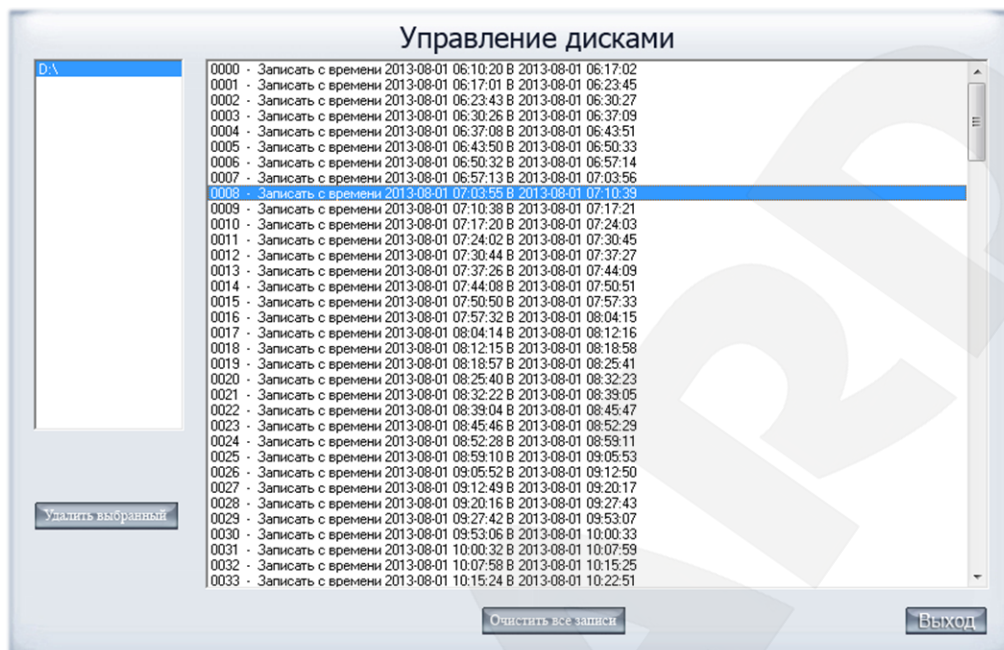 Управление дисками
D:\
0000 - Записать с времени 2013-08-01 06:10:20 В 2013-08-01 06:17:02
0001 - Записать с времени 2013-08-01 06:17:01 В 2013-08-01 06:23:45
0002 - Записать с времени 2013-08-01 06:23:43 В 2013-08-01 06:30:27
0003 - Записать с времени 2013-08-01 06:30:26 В 2013-08-01 06:37:09
0004 - Записать с времени 2013-08-01 06:37:08 В 2013-08-01 06:43:51
0005 - Записать с времени 2013-08-01 06:43:50 В 2013-08-01 06:50:33
0006 - Записать с времени 2013-08-01 06:50:32 В 2013-08-01 06:57:14
0007 - Записать с времени 2013-08-01 06:57:13 В 2013-08-01 07:03:56
0008 - Записать с времени 2013-08-01 07:03:55 В 2013-08-01 07:10:39
0009 - Записать с времени 2013-08-01 07:10:38 В 2013-08-01 07:17:21
0010 - Записать с времени 2013-08-01 07:17:20 В 2013-08-01 07:24:03
0011 - Записать с времени 2013-08-01 07:24:02 В 2013-08-01 07:30:45
0012 - Записать с времени 2013-08-01 07:30:44 В 2013-08-01 07:37:27
0013 - Записать с времени 2013-08-01 07:37:26 В 2013-08-01 07:44:09
0014 - Записать с времени 2013-08-01 07:44:08 В 2013-08-01 07:50:51
0015 - Записать с времени 2013-08-01 07:50:50 В 2013-08-01 07:57:33
0016 - Записать с времени 2013-08-01 07:57:32 В 2013-08-01 08:04:15
0017 - Записать с времени 2013-08-01 08:04:14 В 2013-08-01 08:12:16
0018 - Записать с времени 2013-08-01 08:12:15 В 2013-08-01 08:18:58
0019 - Записать с времени 2013-08-01 08:18:57 В 2013-08-01 08:25:41
0020 - Записать с времени 2013-08-01 08:25:40 В 2013-08-01 08:32:23
0021 - Записать с времени 2013-08-01 08:32:22 В 2013-08-01 08:39:05
0022 - Записать с времени 2013-08-01 08:39:04 В 2013-08-01 08:45:47
0023 - Записать с времени 2013-08-01 08:45:46 В 2013-08-01 08:52:29
0024 - Записать с времени 2013-08-01 08:52:28 В 2013-08-01 08:59:11
0025 - Записать с времени 2013-08-01 08:59:10 В 2013-08-01 09:05:53
0026 - Записать с времени 2013-08-01 09:05:52 В 2013-08-01 09:12:50
0027 - Записать с времени 2013-08-01 09:12:49 В 2013-08-01 09:20:17
0028 - Записать с времени 2013-08-01 09:20:16 В 2013-08-01 09:27:43
0029 - Записать с времени 2013-08-01 09:27:42 В 2013-08-01 09:53:07
0030 - Записать с времени 2013-08-01 09:53:06 В 2013-08-01 10:00:33
0031 - Записать с времени 2013-08-01 10:00:32 В 2013-08-01 10:07:59
0032 - Записать с времени 2013-08-01 10:07:58 В 2013-08-01 10:15:25
0033 - Записать с времени 2013-08-01 10:15:24 В 2013-08-01 10:22:51
Удалить выбранный
Очистить все записи
Выход